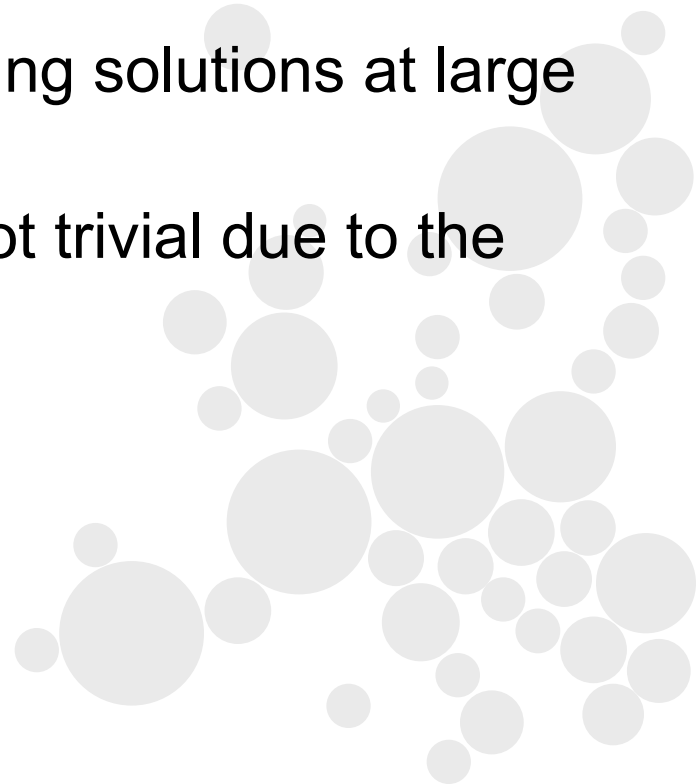 ng solutions at large
ot trivial due to the